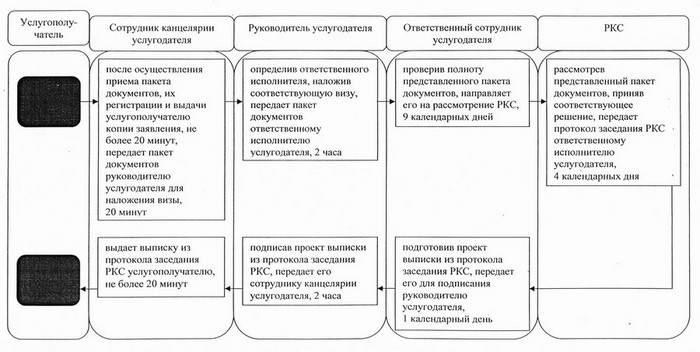 Услугополу-
чатель
Сотрудник канцелярии
услугодателя
Руководитель услугодателя
Ответственный сотрудник
услугодателя
РКС
после осуществления
приема пакета
документов, их
регистрации и выдачи
услугополучателю
копии заявления, не
более 20 минут,
передает пакет
документов
руководителю
услугодателя для
наложения визы,
20 минут
определив ответственного
исполнителя, наложив
соответствующую визу,
передает пакет
документов
ответственному
исполнителю
услугодателя, 2 часа
проверив полноту
представленного пакета
документов, направляет
его на рассмотрение РКС,
9 календарных дней
рассмотрев
представленный пакет
документов, приняв
соответствующее
решение, передает
протокол заседания РКС
ответственному
исполнителю
услугодателя,
4 календарных дня
выдает выписку из
протокола заседания
РКС услугополучателю,
не более 20 минут
подписав проект выписки
из протокола заседания
РКС, передает его
сотруднику канцелярии
услугодателя, 2 часа
подготовив проект
выписки из протокола
заседания РКС, передает
его для подписания
руководителю
услугодателя,
1 календарный день